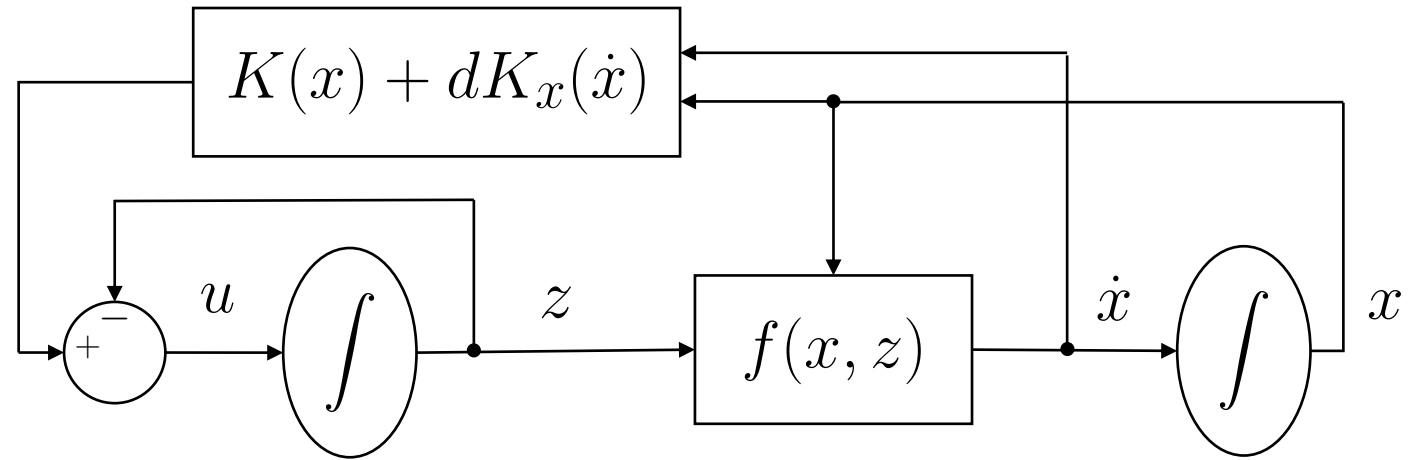 K(x) + dK_x(ẋ)
−
+
u
∫
z
f(x, z)
ẋ
∫
x